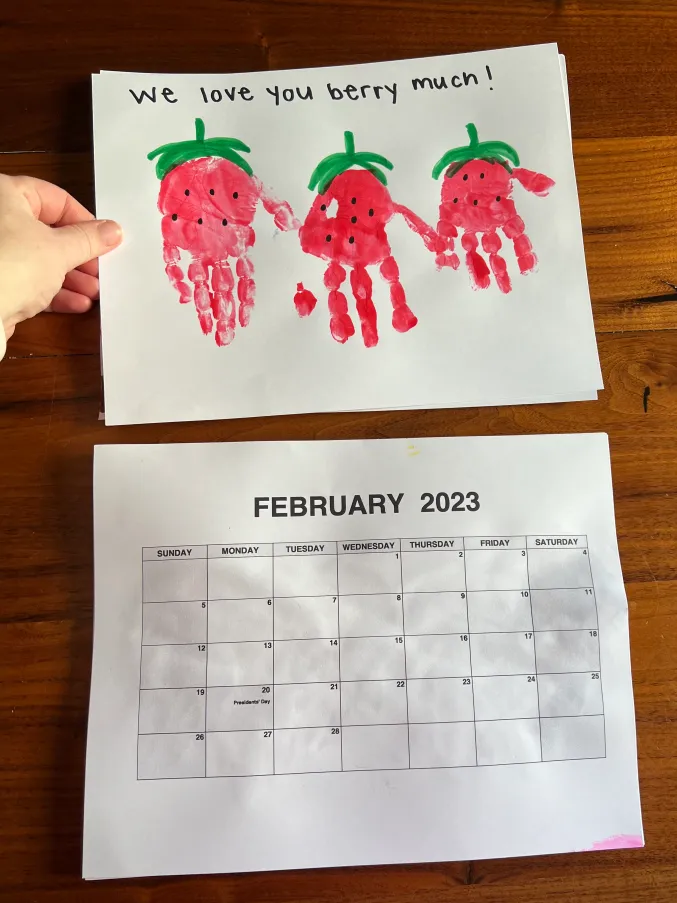 We love you berry much!
FEBRUARY 2023
SUNDAY MONDAY TUESDAY WEDNESDAY THURSDAY FRIDAY SATURDAY
1 2 3 4
5 6 7 8 9 10 11
12 13 14 15 16 17 18
19 20 21 22 23 24 25
Presidents' Day
26 27 28